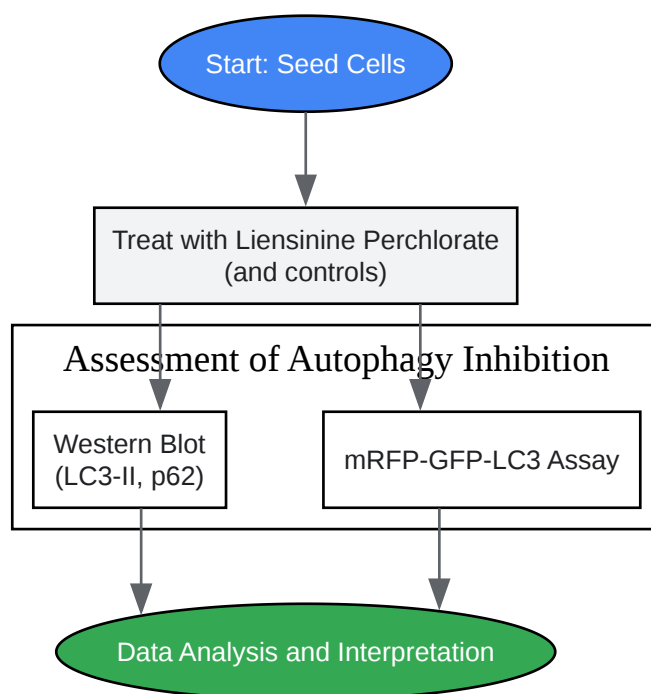 Start: Seed Cells
Treat with Liensinine Perchlorate
(and controls)
Assessment of Autophagy Inhibition
Western Blot
(LC3-II, p62)
mRFP-GFP-LC3 Assay
Data Analysis and Interpretation